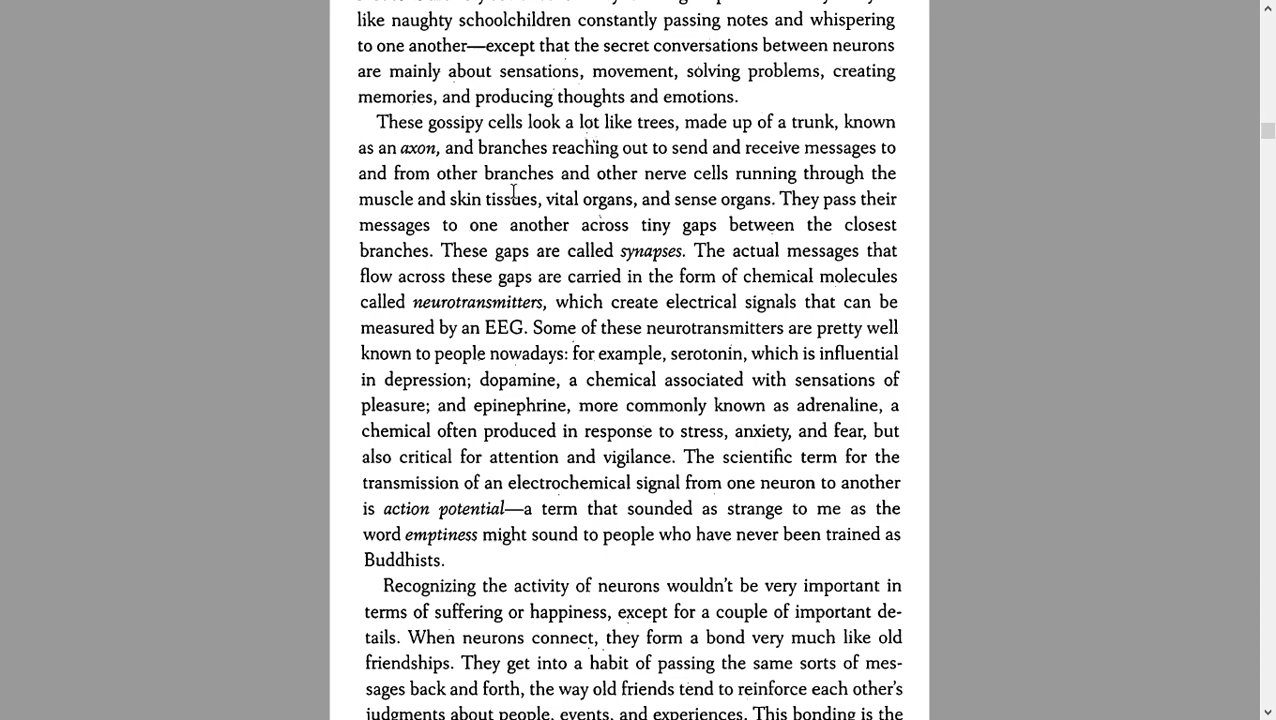 like naughty schoolchildren constantly passing notes and whispering
to one another—except that the secret conversations between neurons
are mainly about sensations, movement, solving problems, creating
memories, and producing thoughts and emotions.
These gossipy cells look a lot like trees, made up of a trunk, known
as an axon, and branches reaching out to send and receive messages to
and from other branches and other nerve cells running through the
muscle and skin tissues, vital organs, and sense organs. They pass their
messages to one another across tiny gaps between the closest
branches. These gaps are called synapses. The actual messages that
flow across these gaps are carried in the form of chemical molecules
called neurotransmitters, which create electrical signals that can be
measured by an EEG. Some of these neurotransmitters are pretty well
known to people nowadays: for example, serotonin, which is influential
in depression; dopamine, a chemical associated with sensations of
pleasure; and epinephrine, more commonly known as adrenaline, a
chemical often produced in response to stress, anxiety, and fear, but
also critical for attention and vigilance. The scientific term for the
transmission of an electrochemical signal from one neuron to another
is action potential—a term that sounded as strange to me as the
word emptiness might sound to people who have never been trained as
Buddhists.
Recognizing the activity of neurons wouldn't be very important in
terms of suffering or happiness, except for a couple of important de-
tails. When neurons connect, they form a bond very much like old
friendships. They get into a habit of passing the same sorts of mes-
sages back and forth, the way old friends tend to reinforce each other's
judgments about people, events, and experiences. This bonding is the